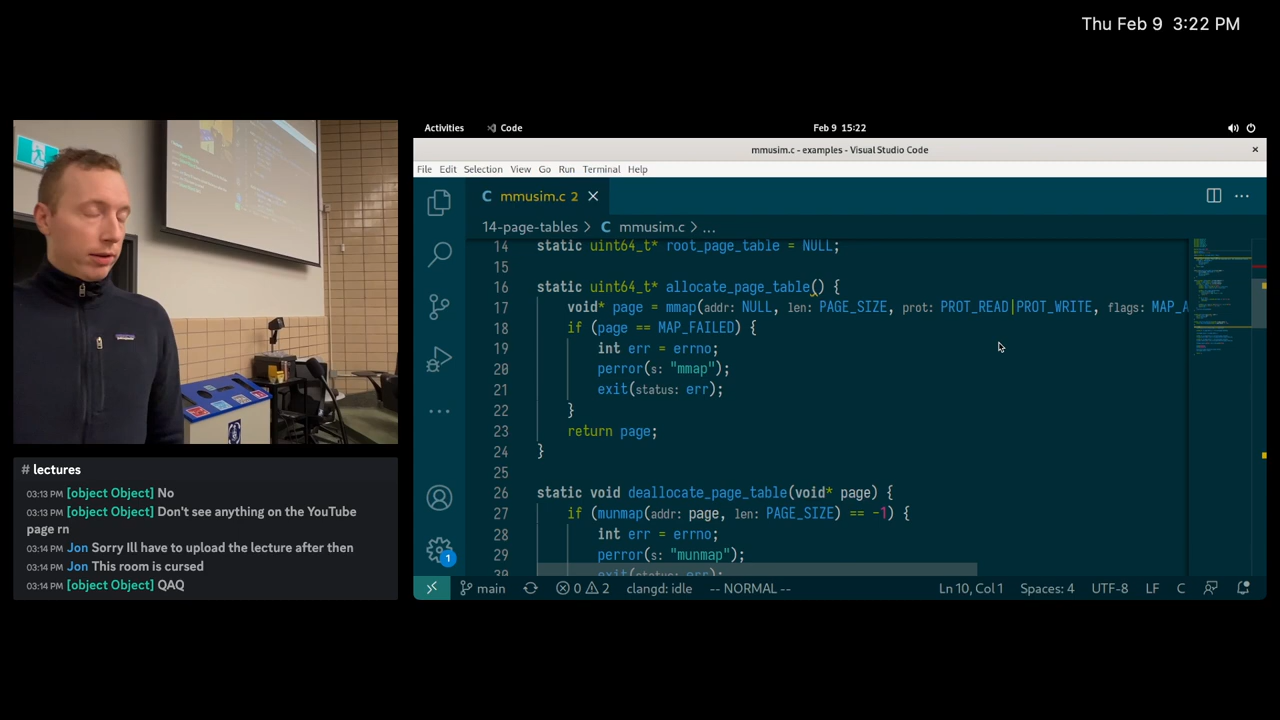 Thu Feb 9 3:22 PM
Activities
Code
Feb 9 15:22
mmusim.c - examples - Visual Studio Code
File Edit Selection View Go Run Terminal Help
C mmusim.c 2
14-page-tables > C mmusim.c > ...
14 static uint64_t* root_page_table = NULL;
15
16 static uint64_t* allocate_page_table() {
17 void* page = mmap(addr: NULL, len: PAGE_SIZE, prot: PROT_READ|PROT_WRITE, flags: MAP_A
18 if (page == MAP_FAILED) {
19 int err = errno;
20 perror(s: "mmap");
21 exit(status: err);
22 }
23 return page;
24 }
25
26 static void deallocate_page_table(void* page) {
27 if (munmap(addr: page, len: PAGE_SIZE) == -1) {
28 int err = errno;
29 perror(s: "munmap");
30 exit(status: err);
1
main 0 2 clangd: idle -- NORMAL -- Ln 10, Col 1 Spaces: 4 UTF-8 LF C
# lectures
03:13 PM [object Object] No
03:13 PM [object Object] Don't see anything on the YouTube
page rn
03:14 PM Jon Sorry Ill have to upload the lecture after then
03:14 PM Jon This room is cursed
03:14 PM [object Object] QAQ